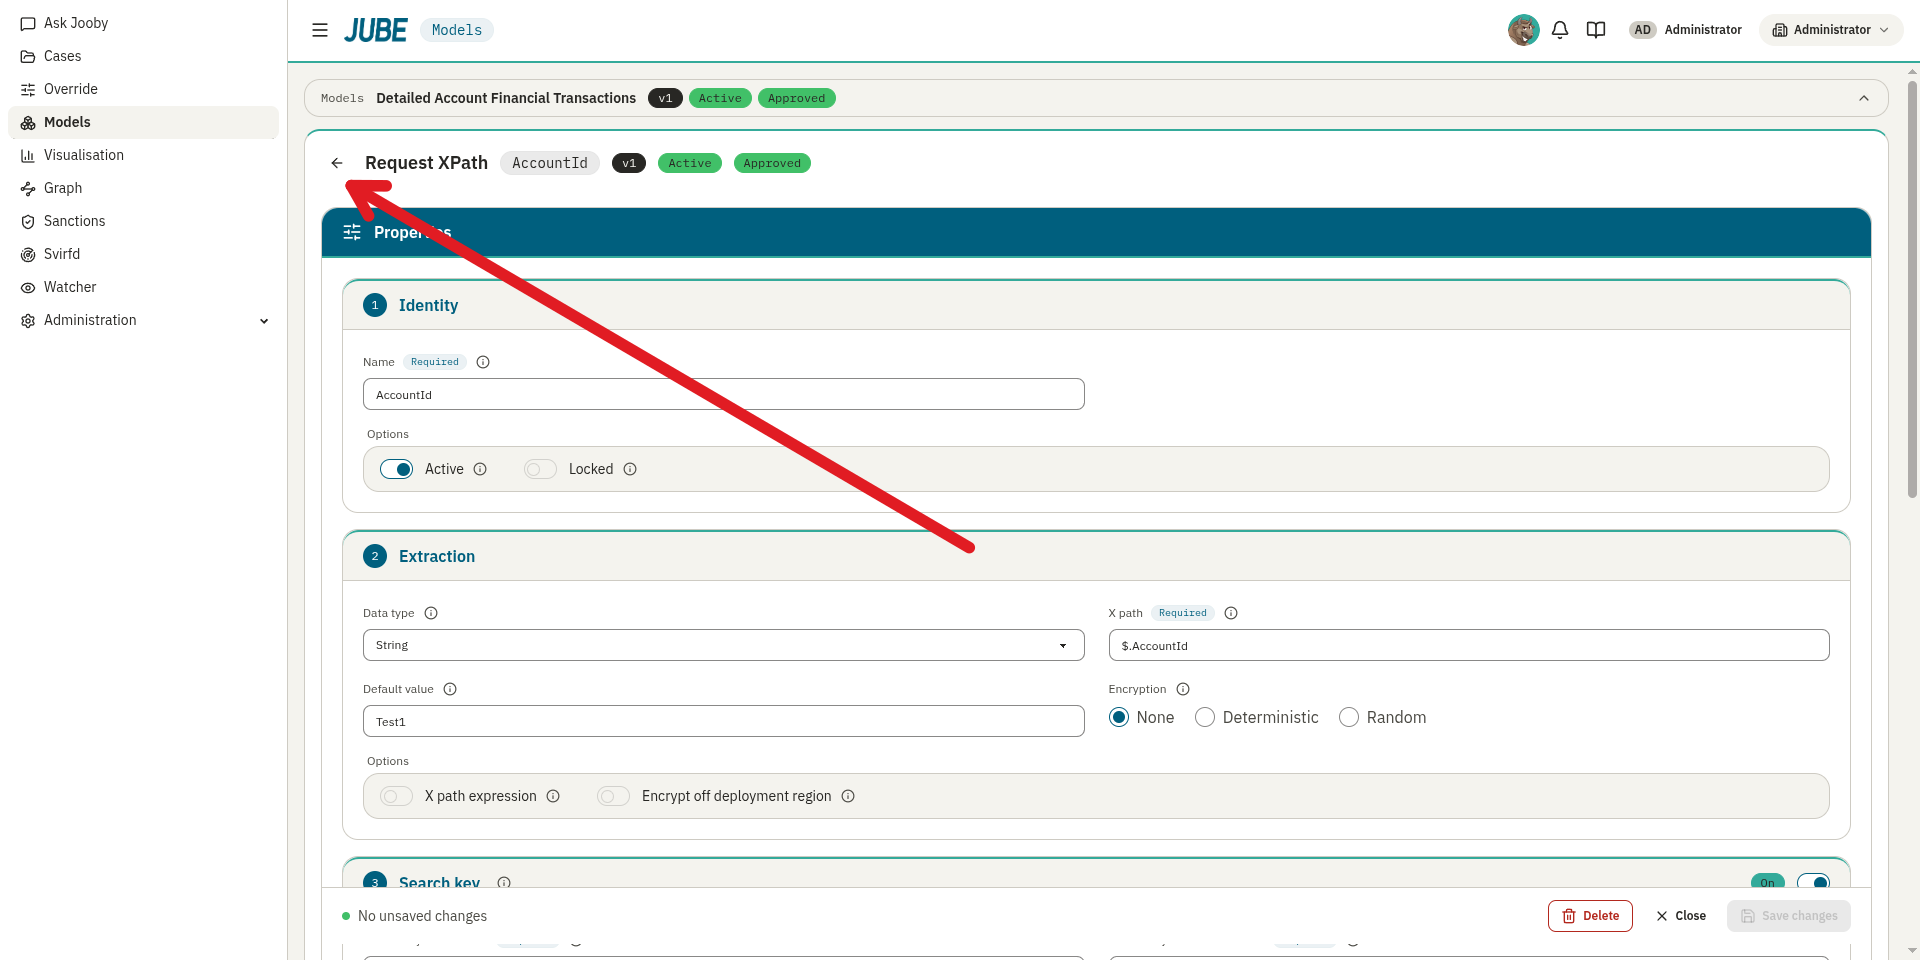 Ask Jooby
Cases
Override
Models
Visualisation
Graph
Sanctions
Svirfd
Watcher
Administration
JUBE Models
AD Administrator Administrator
Models Detailed Account Financial Transactions v1 Active Approved
Request XPath AccountId v1 Active Approved
Properties
1 Identity
Name Required
AccountId
Options
Active Locked
2 Extraction
Data type X path Required
String $.AccountId
Default value Encryption
Test1 None Deterministic Random
Options
X path expression Encrypt off deployment region
3 Search key On
No unsaved changes Delete Close Save changes